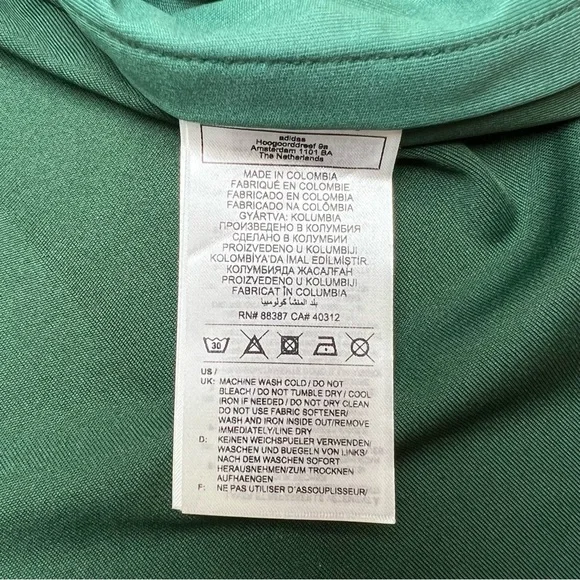 adidas
Hoogoorddreef 9a
Amsterdam 1101 BA
The Netherlands
MADE IN COLOMBIA
FABRIQUÉ EN COLOMBIE
FABRICADO EN COLOMBIA
FABRICADO NA COLÔMBIA
GYÁRTVA: KOLUMBIA
ПРОИЗВЕДЕНО В КОЛУМБИЯ
СДЕЛАНО В КОЛУМБИИ
PROIZVEDENO U KOLUMBIJI
KOLOMBİYA'DA İMAL EDİLMİŞTİR.
КОЛУМБИЯДА ЖАСАЛҒАН
PROIZVEDENO U KOLUMBIJI
FABRICAT ÎN COLUMBIA
بلد المنشأ كولومبيا
RN# 88387 CA# 40312
30
US /
UK: MACHINE WASH COLD / DO NOT
BLEACH / DO NOT TUMBLE DRY / COOL
IRON IF NEEDED / DO NOT DRY CLEAN
DO NOT USE FABRIC SOFTENER/
WASH AND IRON INSIDE OUT/REMOVE
IMMEDIATELY/LINE DRY
D: KEINEN WEICHSPUELER VERWENDEN/
WASCHEN UND BUEGELN VON LINKS/
NACH DEM WASCHEN SOFORT
HERAUSNEHMEN/ZUM TROCKNEN
AUFHAENGEN
F: NE PAS UTILISER D'ASSOUPLISEUR/